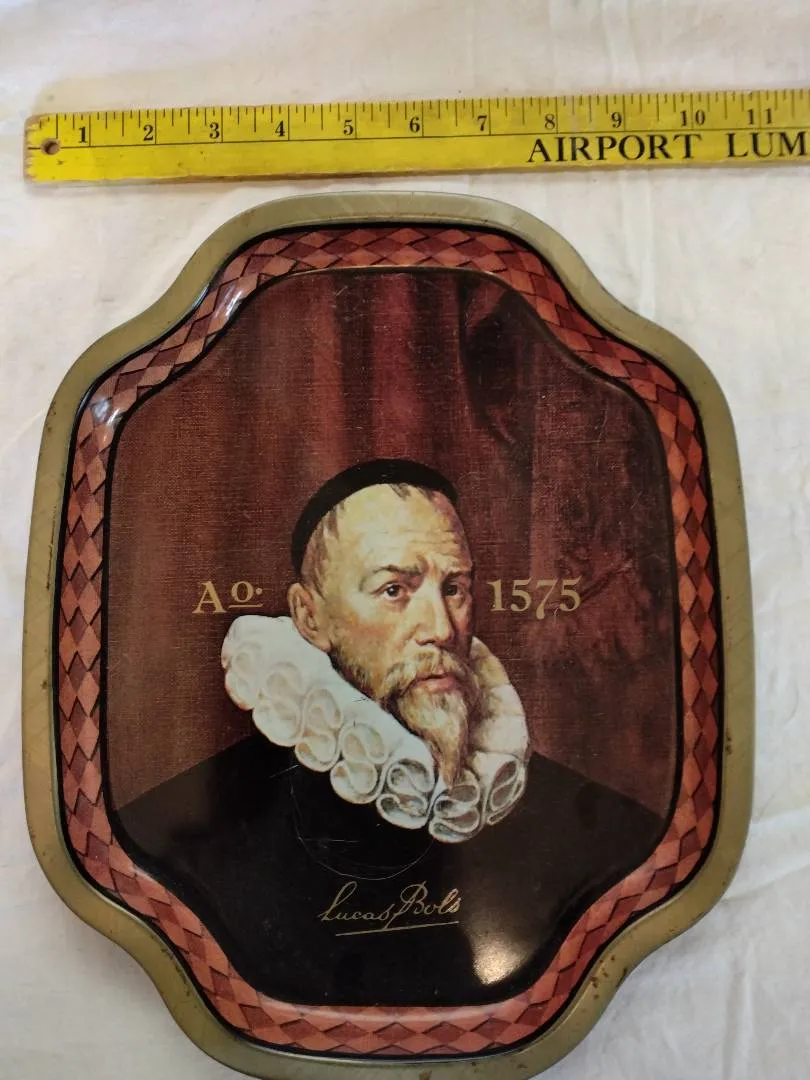 1 2 3 4 5 6 7 8 9 10 11
AIRPORT LUM
Ao. 1575
Lucas Bols